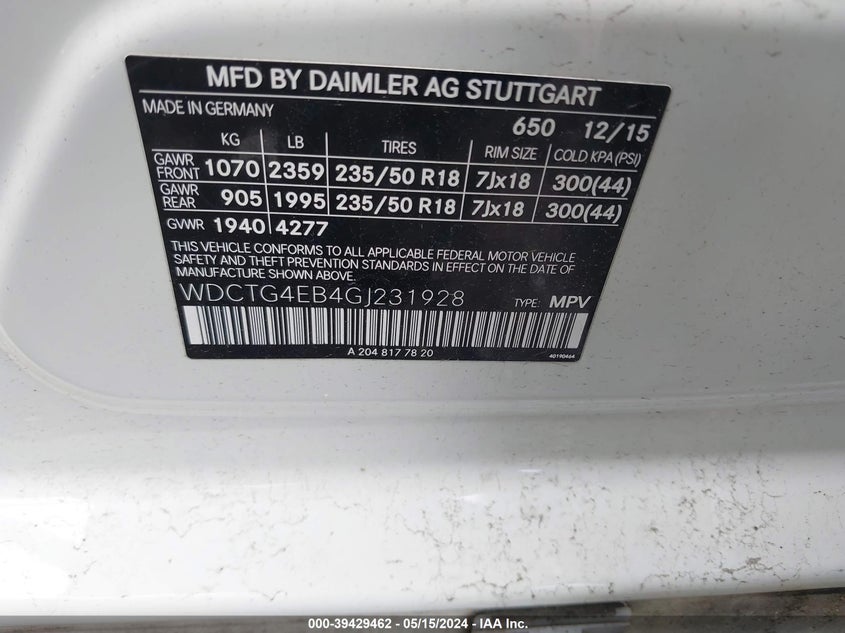 MFD BY DAIMLER AG STUTTGART
MADE IN GERMANY
650 12/15
KG LB TIRES RIM SIZE COLD KPA (PSI)
GAWR FRONT 1070 2359 235/50 R18 7Jx18 300(44)
GAWR REAR 905 1995 235/50 R18 7Jx18 300(44)
GVWR 1940 4277
THIS VEHICLE CONFORMS TO ALL APPLICABLE FEDERAL MOTOR VEHICLE
SAFETY AND THEFT PREVENTION STANDARDS IN EFFECT ON THE DATE OF
MANUFACTURE SHOWN ABOVE.
WDCTG4EB4GJ231928 TYPE: MPV
A 204 817 78 20 40190464
000-39429462 - 05/15/2024 - IAA Inc.